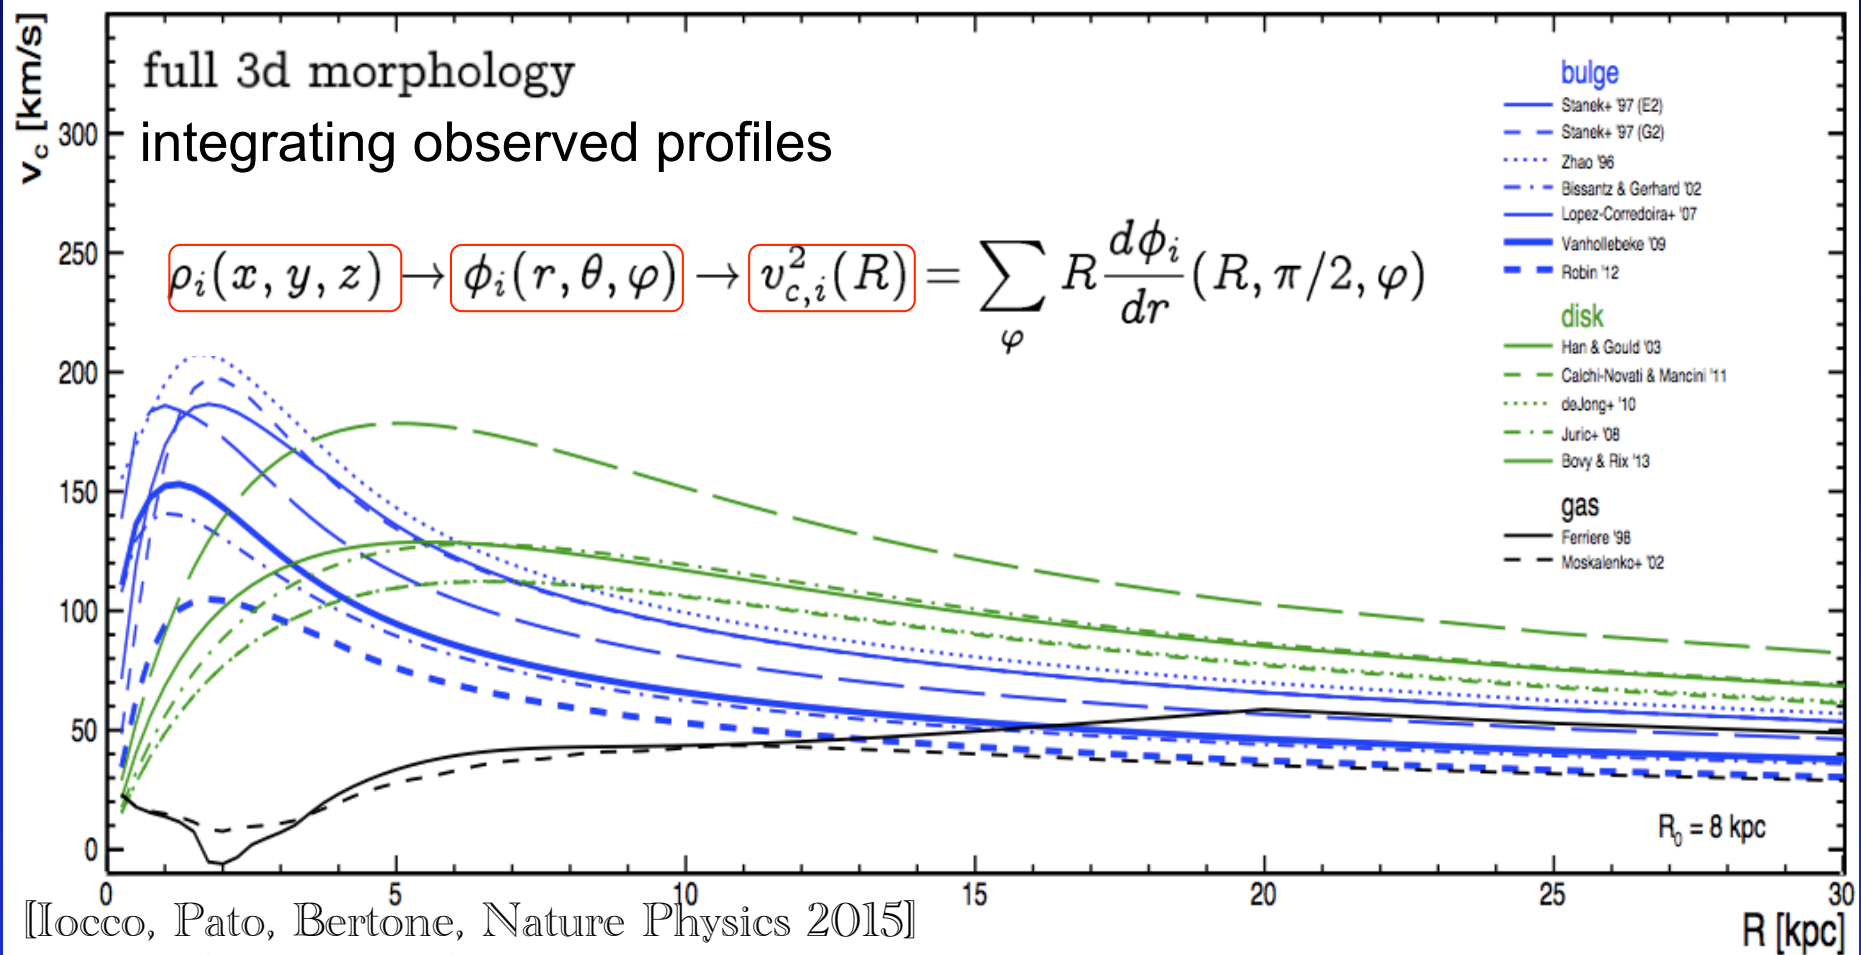 v_c [km/s]
full 3d morphology
integrating observed profiles
ρ_i(x, y, z) → ϕ_i(r, θ, φ) → v²_{c,i}(R) = ∑_φ R dϕ_i/dr (R, π/2, φ)
300
250
200
150
100
50
0
bulge
Stanek+ '97 (E2)
Stanek+ '97 (G2)
Zhao '96
Bissantz & Gerhard '02
Lopez-Corredoira+ '07
Vanhollebeke '09
Robin '12
disk
Han & Gould '03
Calchi-Novati & Mancini '11
deJong+ '10
Juric+ '08
Bovy & Rix '13
gas
Ferriere '98
Moskalenko+ '02
R_0 = 8 kpc
0 5 10 15 20 25 30
[Iocco, Pato, Bertone, Nature Physics 2015]
R [kpc]